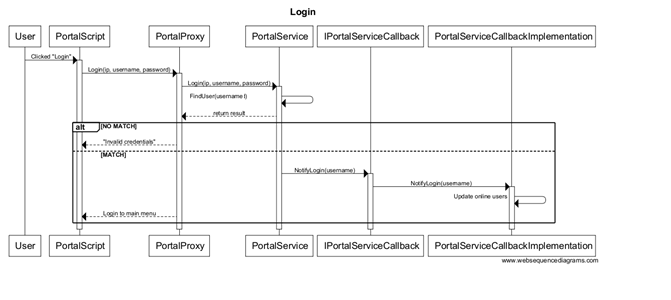 Login
User PortalScript PortalProxy PortalService IPortalServiceCallback PortalServiceCallbackImplementation
Clicked "Login"
Login(ip, username, password)
Login(ip, username, password)
FindUser(username!)
return result
alt [NO MATCH]
"Invalid credentials"
[MATCH]
NotifyLogin(username)
NotifyLogin(username)
Update online users
Login to main menu
User PortalScript PortalProxy PortalService IPortalServiceCallback PortalServiceCallbackImplementation
www.websequencediagrams.com